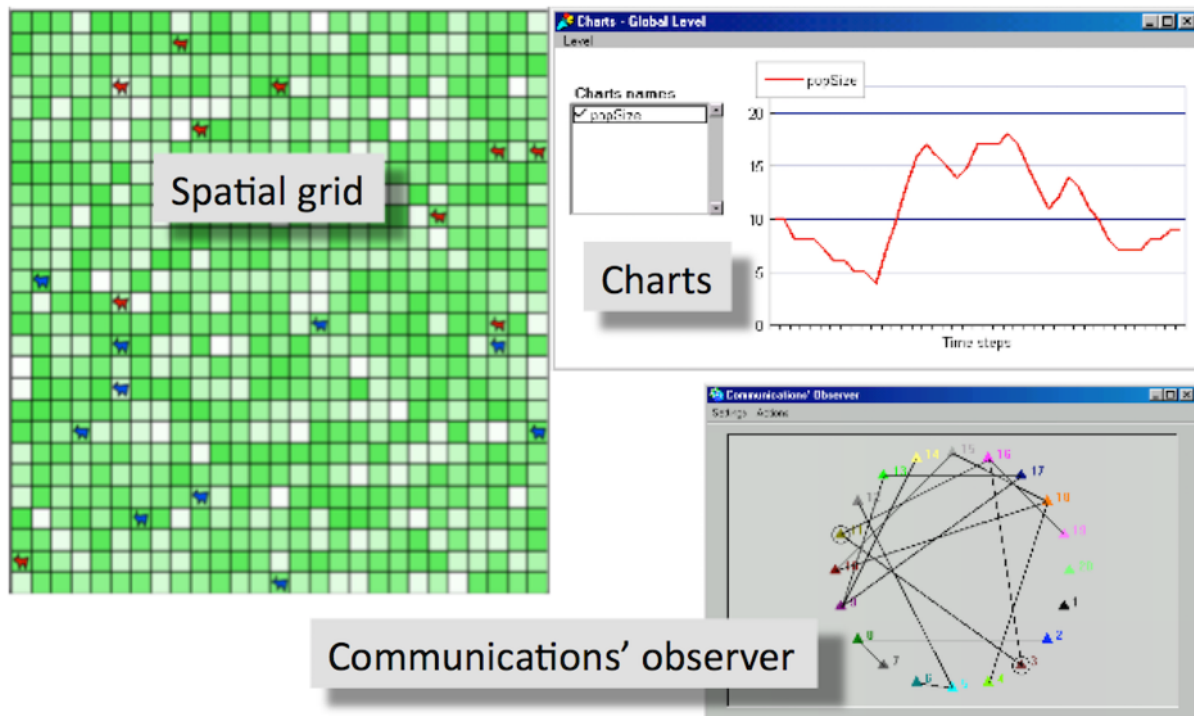 Charts - Global Level
Level
Charts names
popSize
popSize
20
15
10
5
0
Time steps
Spatial grid
Charts
Communications' Observer
Settings Actions
14
15
16
13
17
12
18
11
19
10
20
9
1
8
2
7
3
6
5
4
Communications' observer